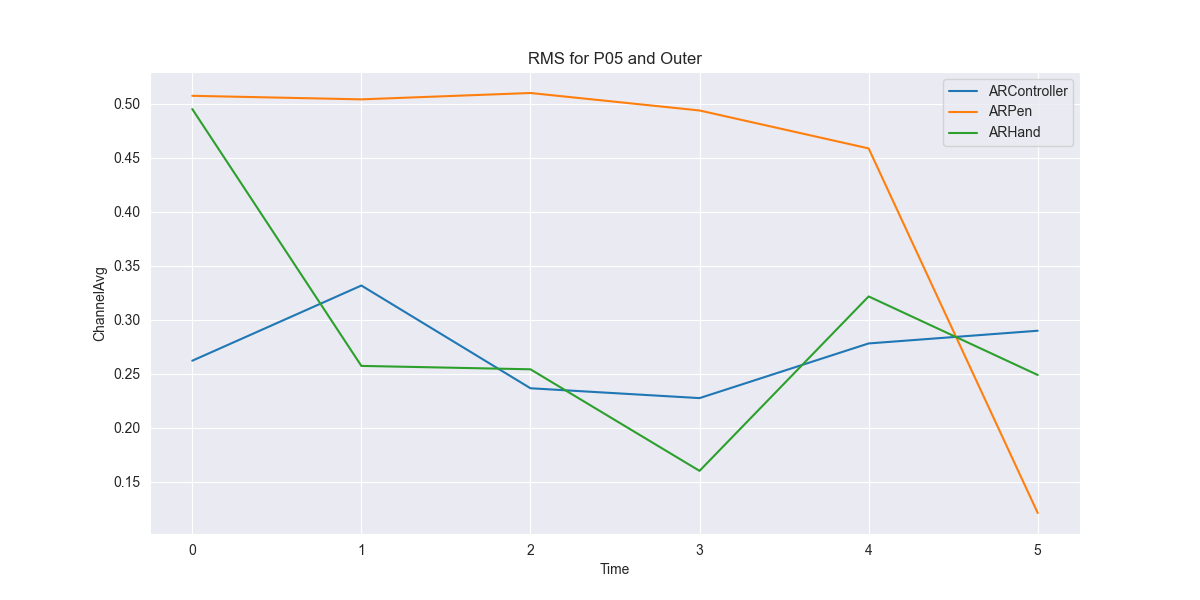 RMS for P05 and Outer
ARController
ARPen
ARHand
0.50
0.45
0.40
0.35
0.30
0.25
0.20
0.15
ChannelAvg
0 1 2 3 4 5
Time